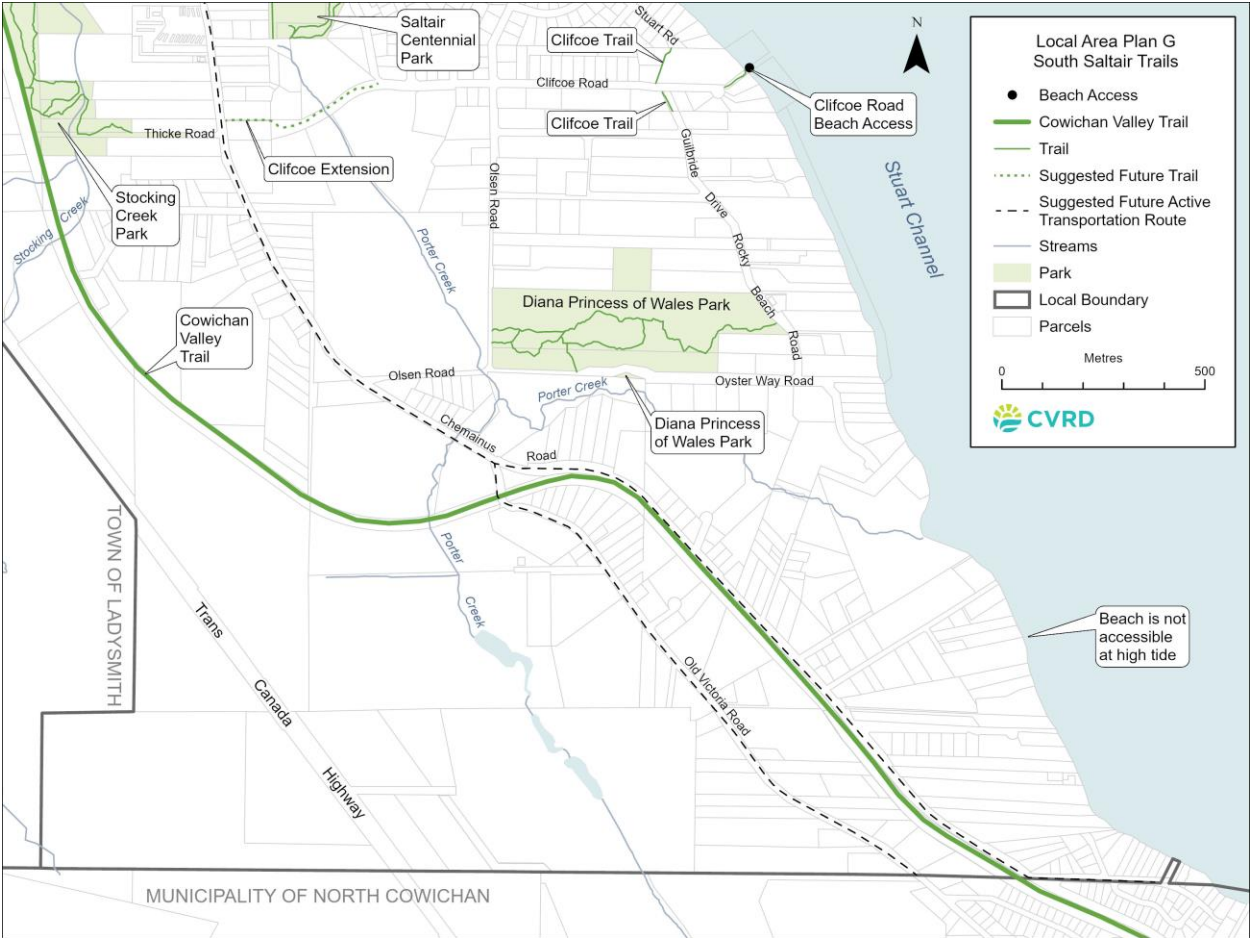 Saltair
Centennial
Park
Clifcoe Trail
Stuart Rd
N
Local Area Plan G
South Saltair Trails
Beach Access
Cowichan Valley Trail
Trail
Suggested Future Trail
Suggested Future Active
Transportation Route
Streams
Park
Local Boundary
Parcels
Metres
0 500
CVRD
Clifcoe Road
Clifcoe Road
Beach Access
Clifcoe Trail
Thicke Road
Clifcoe Extension
Guilbride
Drive
Stocking
Creek
Park
Stocking Creek
Olsen Road
Stuart Channel
Porter Creek
Rocky
Beach
Road
Diana Princess of Wales Park
Cowichan
Valley
Trail
Olsen Road
Porter Creek
Oyster Way Road
Diana Princess
of Wales Park
Chemainus
Road
TOWN OF LADYSMITH
Porter
Creek
Trans
Canada
Highway
Old Victoria Road
Beach is not
accessible
at high tide
MUNICIPALITY OF NORTH COWICHAN